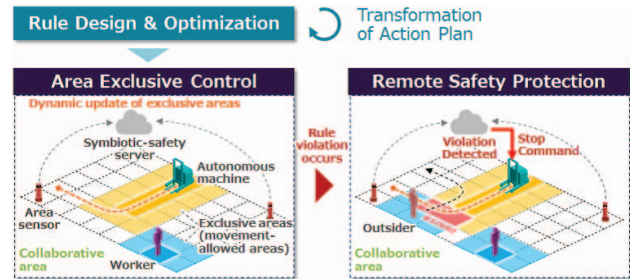 Rule Design & Optimization
Transformation
of Action Plan
Area Exclusive Control
Dynamic update of exclusive areas
Symbiotic-safety
server
Autonomous
machine
Area
sensor
Exclusive areas
(movement-
allowed areas)
Collaborative
area
Worker
Rule
violation
occurs
Remote Safety Protection
Violation
Detected
Stop
Command
Outsider
Collaborative
area